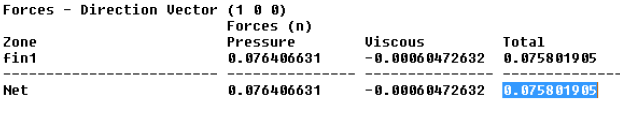 Forces - Direction Vector (1 0 0)
Forces (n)
Zone Pressure Viscous Total
fin1 0.076406631 -0.00060472632 0.075801905
------------------------- --------------- --------------- ---------------
Net 0.076406631 -0.00060472632 0.075801905